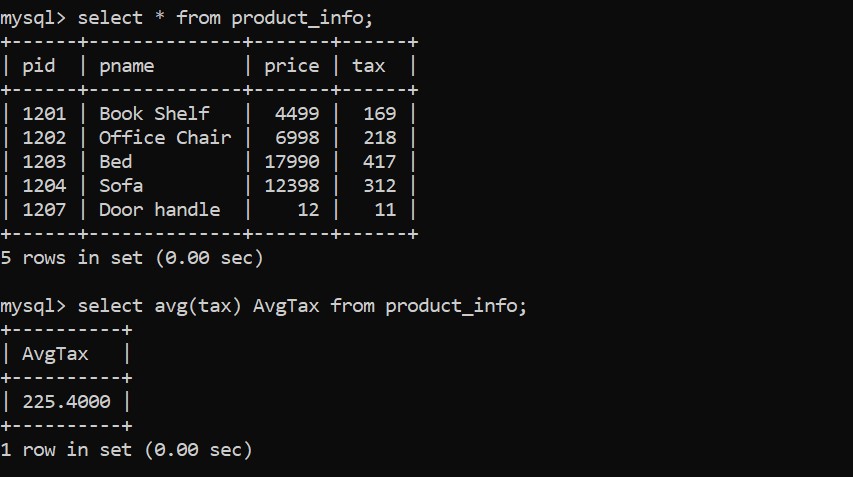 mysql> select * from product_info;
+------+--------------+-------+------+
| pid  | pname        | price | tax  |
+------+--------------+-------+------+
| 1201 | Book Shelf   |  4499 |  169 |
| 1202 | Office Chair |  6998 |  218 |
| 1203 | Bed          | 17990 |  417 |
| 1204 | Sofa         | 12398 |  312 |
| 1207 | Door handle  |    12 |   11 |
+------+--------------+-------+------+
5 rows in set (0.00 sec)

mysql> select avg(tax) AvgTax from product_info;
+----------+
| AvgTax   |
+----------+
| 225.4000 |
+----------+
1 row in set (0.00 sec)